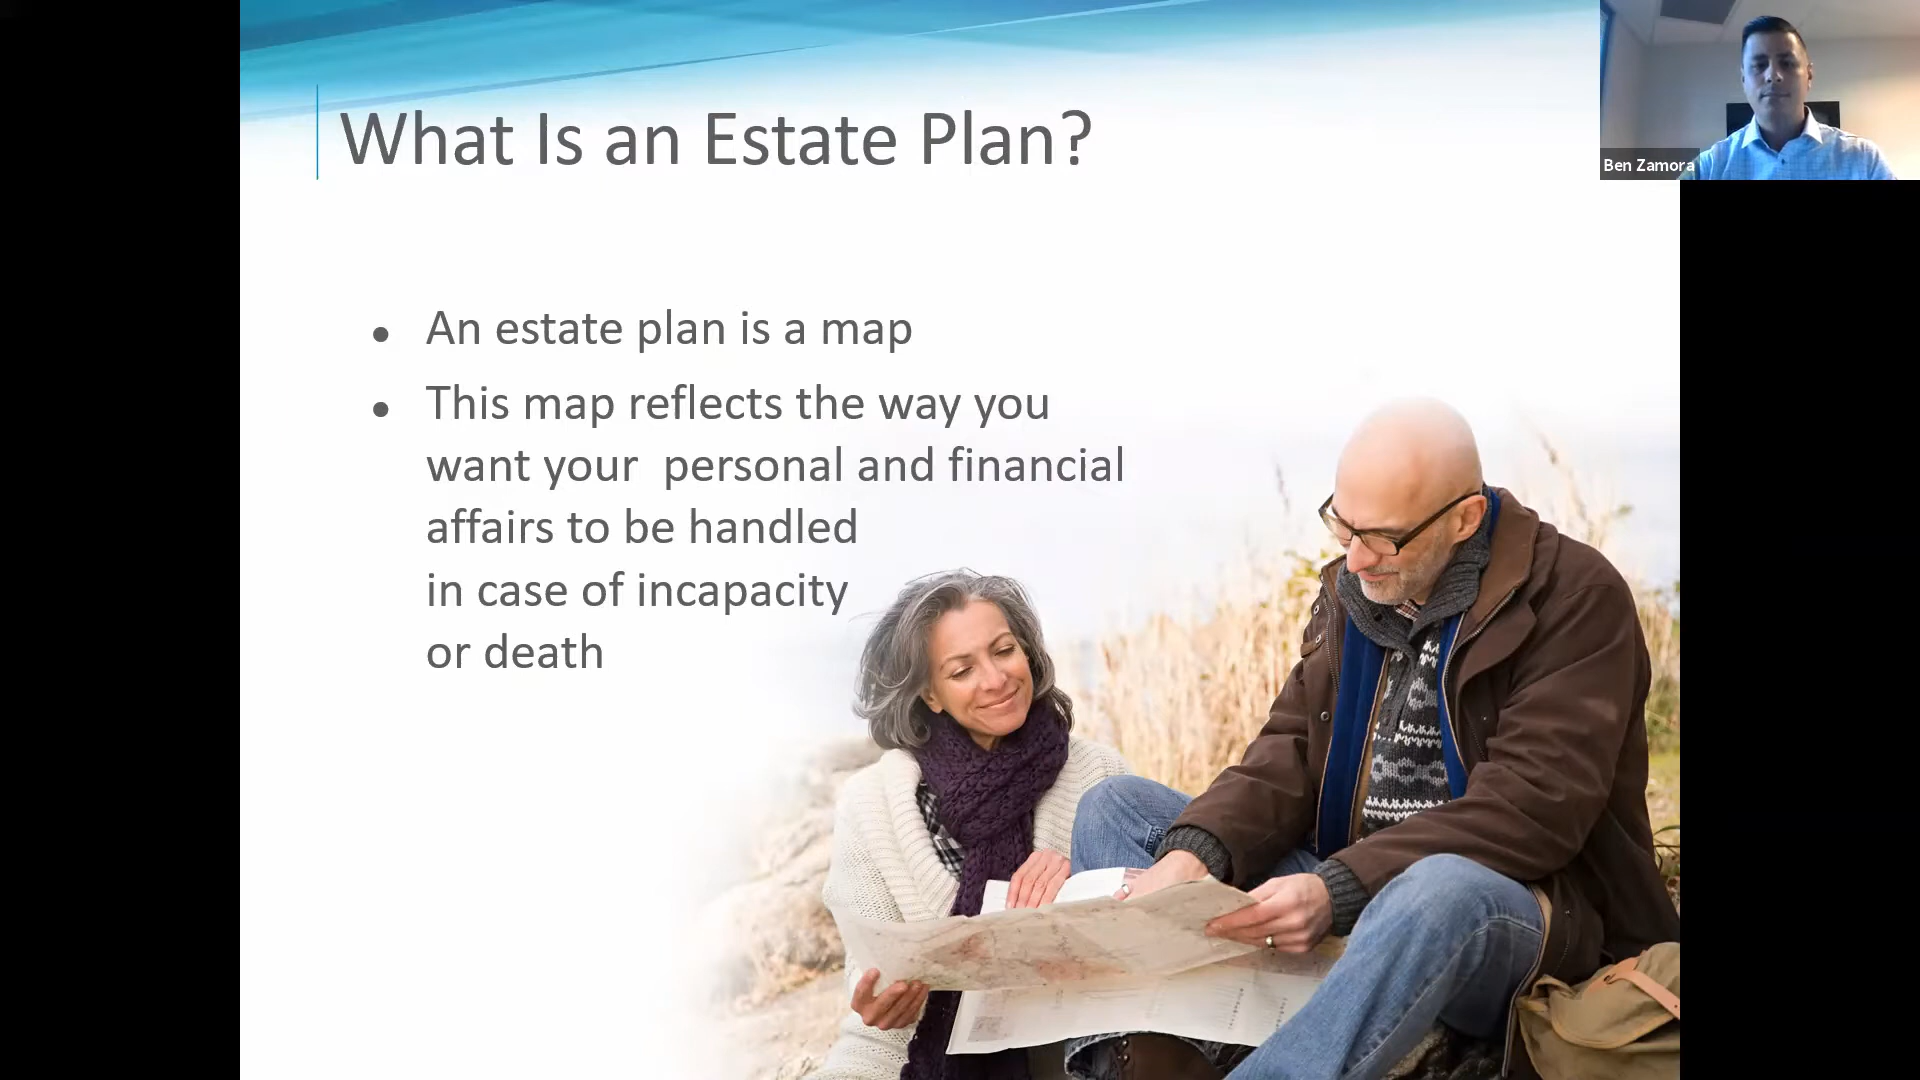 What Is an Estate Plan?
Ben Zamora
● An estate plan is a map
● This map reflects the way you
want your  personal and financial
affairs to be handled
in case of incapacity
or death